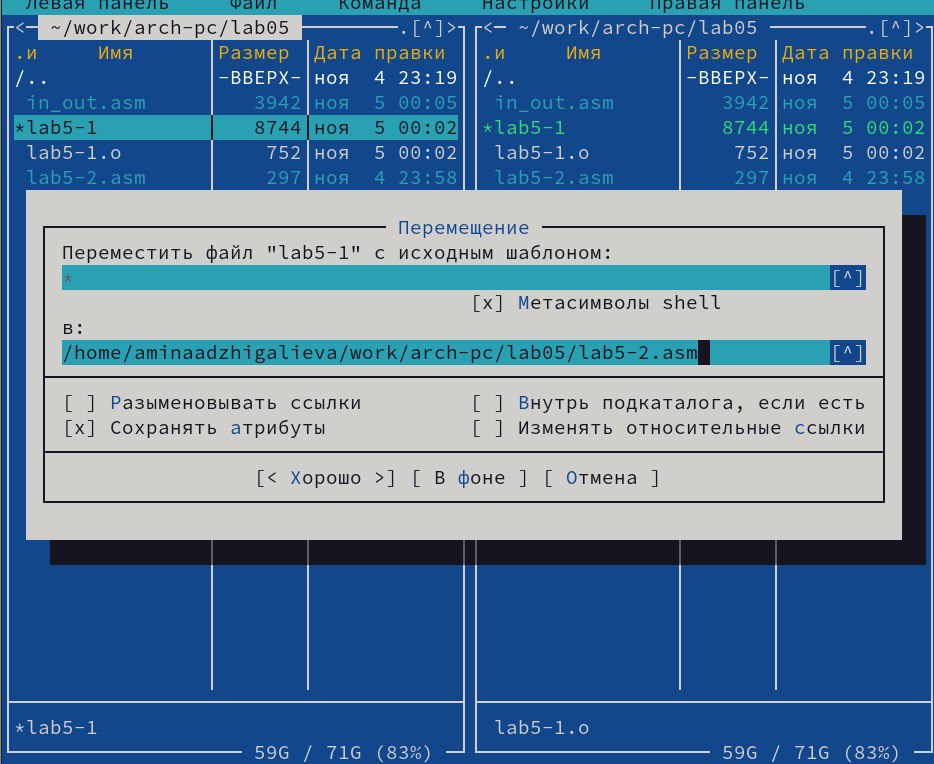 Левая панель Файл Команда Настройки Правая панель
<─ ~/work/arch-pc/lab05 .[^]> <─ ~/work/arch-pc/lab05 .[^]>
.и Имя Размер Дата правки .и Имя Размер Дата правки
/.. -ВВЕРХ- ноя 4 23:19 /.. -ВВЕРХ- ноя 4 23:19
in_out.asm 3942 ноя 5 00:05 in_out.asm 3942 ноя 5 00:05
*lab5-1 8744 ноя 5 00:02 *lab5-1 8744 ноя 5 00:02
lab5-1.o 752 ноя 5 00:02 lab5-1.o 752 ноя 5 00:02
lab5-2.asm 297 ноя 4 23:58 lab5-2.asm 297 ноя 4 23:58
Перемещение
Переместить файл "lab5-1" с исходным шаблоном:
* [^]
[x] Метасимволы shell
в:
/home/aminaadzhigalieva/work/arch-pc/lab05/lab5-2.asm [^]
[ ] Разыменовывать ссылки [ ] Внутрь подкаталога, если есть
[x] Сохранять атрибуты [ ] Изменять относительные ссылки
[< Хорошо >] [ В фоне ] [ Отмена ]
*lab5-1 lab5-1.o
59G / 71G (83%) 59G / 71G (83%)